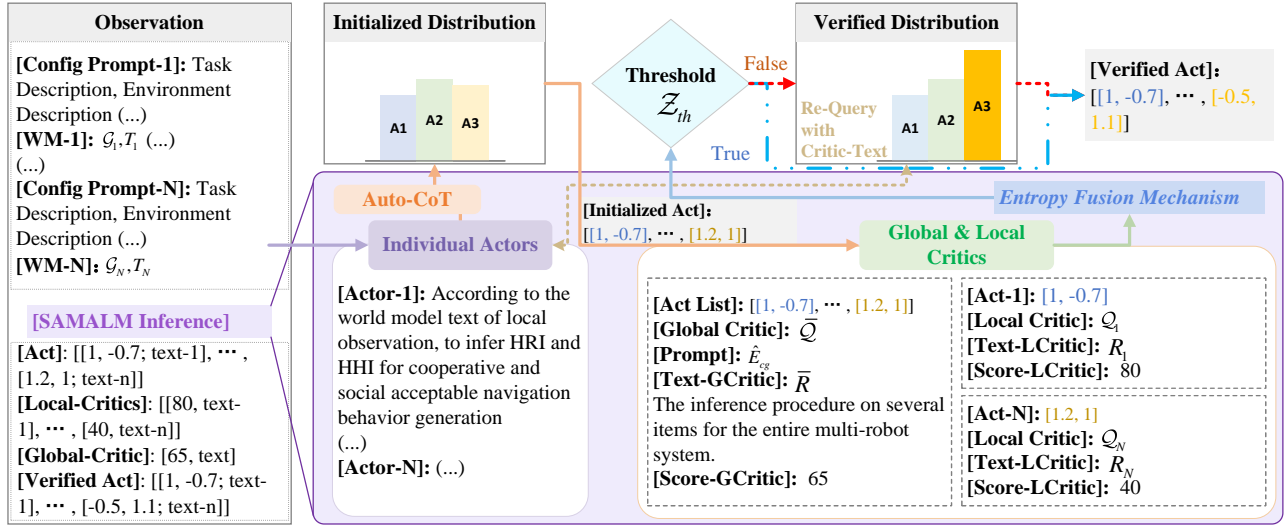 Observation
[Config Prompt-1]: Task
Description, Environment
Description (...)
[WM-1]: 𝒢₁,T₁ (...)
(...)
[Config Prompt-N]: Task
Description, Environment
Description (...)
[WM-N]: 𝒢_N,T_N
[SAMALM Inference]
[Act]: [[1, -0.7; text-1], ··· ,
[1.2, 1; text-n]]
[Local-Critics]: [[80, text-
1], ··· , [40, text-n]]
[Global-Critic]: [65, text]
[Verified Act]: [[1, -0.7; text-
1], ··· , [-0.5, 1.1; text-n]]
Initialized Distribution
A1
A2
A3
Auto-CoT
Individual Actors
[Actor-1]: According to the
world model text of local
observation, to infer HRI and
HHI for cooperative and
social acceptable navigation
behavior generation
(...)
[Actor-N]: (...)
Threshold
𝒵_th
False
True
Verified Distribution
A1
A2
A3
Re-Query
with
Critic-Text
[Verified Act]:
[[1, -0.7], ··· , [-0.5,
1.1]]
[Initialized Act]:
[[1, -0.7], ··· , [1.2, 1]]
Entropy Fusion Mechanism
Global & Local
Critics
[Act List]: [[1, -0.7], ··· , [1.2, 1]]
[Global Critic]: 𝒬̄
[Prompt]: Ê_cg
[Text-GCritic]: R̄
The inference procedure on several
items for the entire multi-robot
system.
[Score-GCritic]: 65
[Act-1]: [1, -0.7]
[Local Critic]: 𝒬₁
[Text-LCritic]: R₁
[Score-LCritic]: 80
[Act-N]: [1.2, 1]
[Local Critic]: 𝒬_N
[Text-LCritic]: R_N
[Score-LCritic]: 40